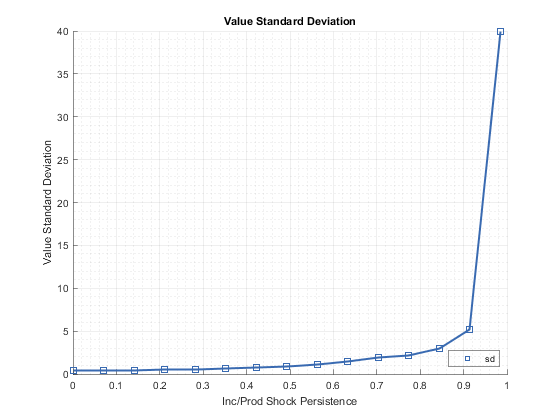 Value Standard Deviation
40
35
30
25
20
15
10
5
0
Value Standard Deviation
sd
0 0.1 0.2 0.3 0.4 0.5 0.6 0.7 0.8 0.9 1
Inc/Prod Shock Persistence